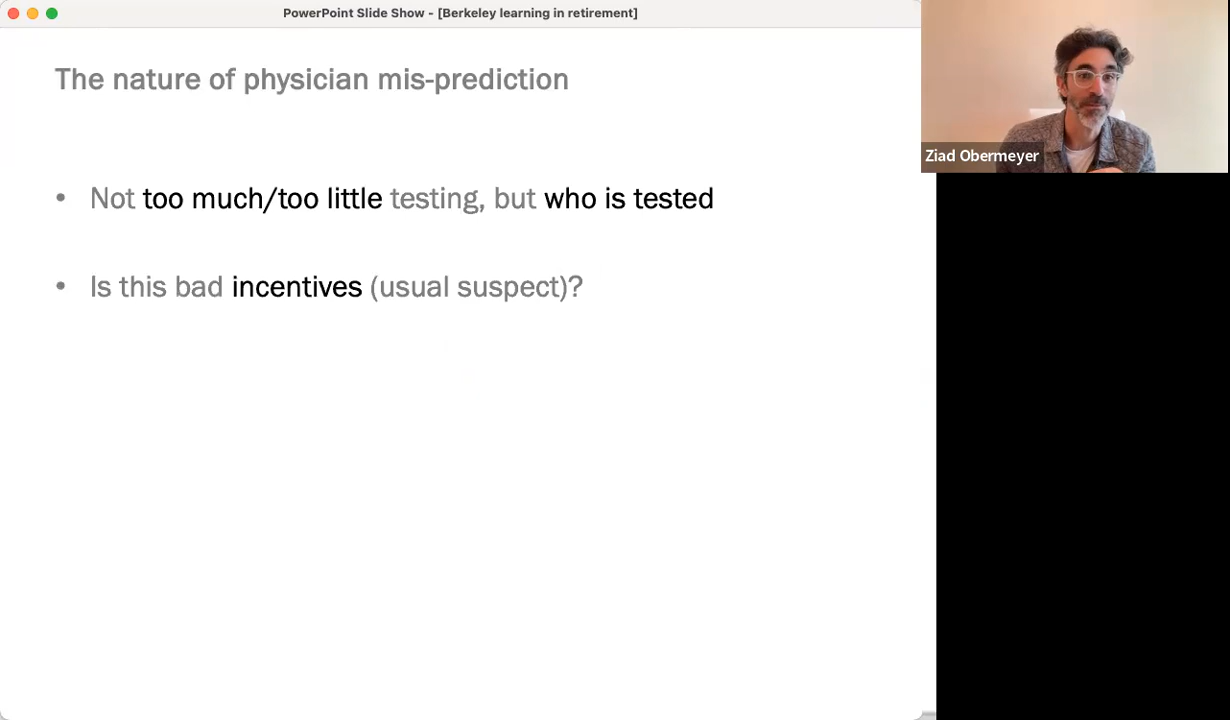 PowerPoint Slide Show - [Berkeley learning in retirement]
The nature of physician mis-prediction
• Not too much/too little testing, but who is tested
• Is this bad incentives (usual suspect)?
Ziad Obermeyer